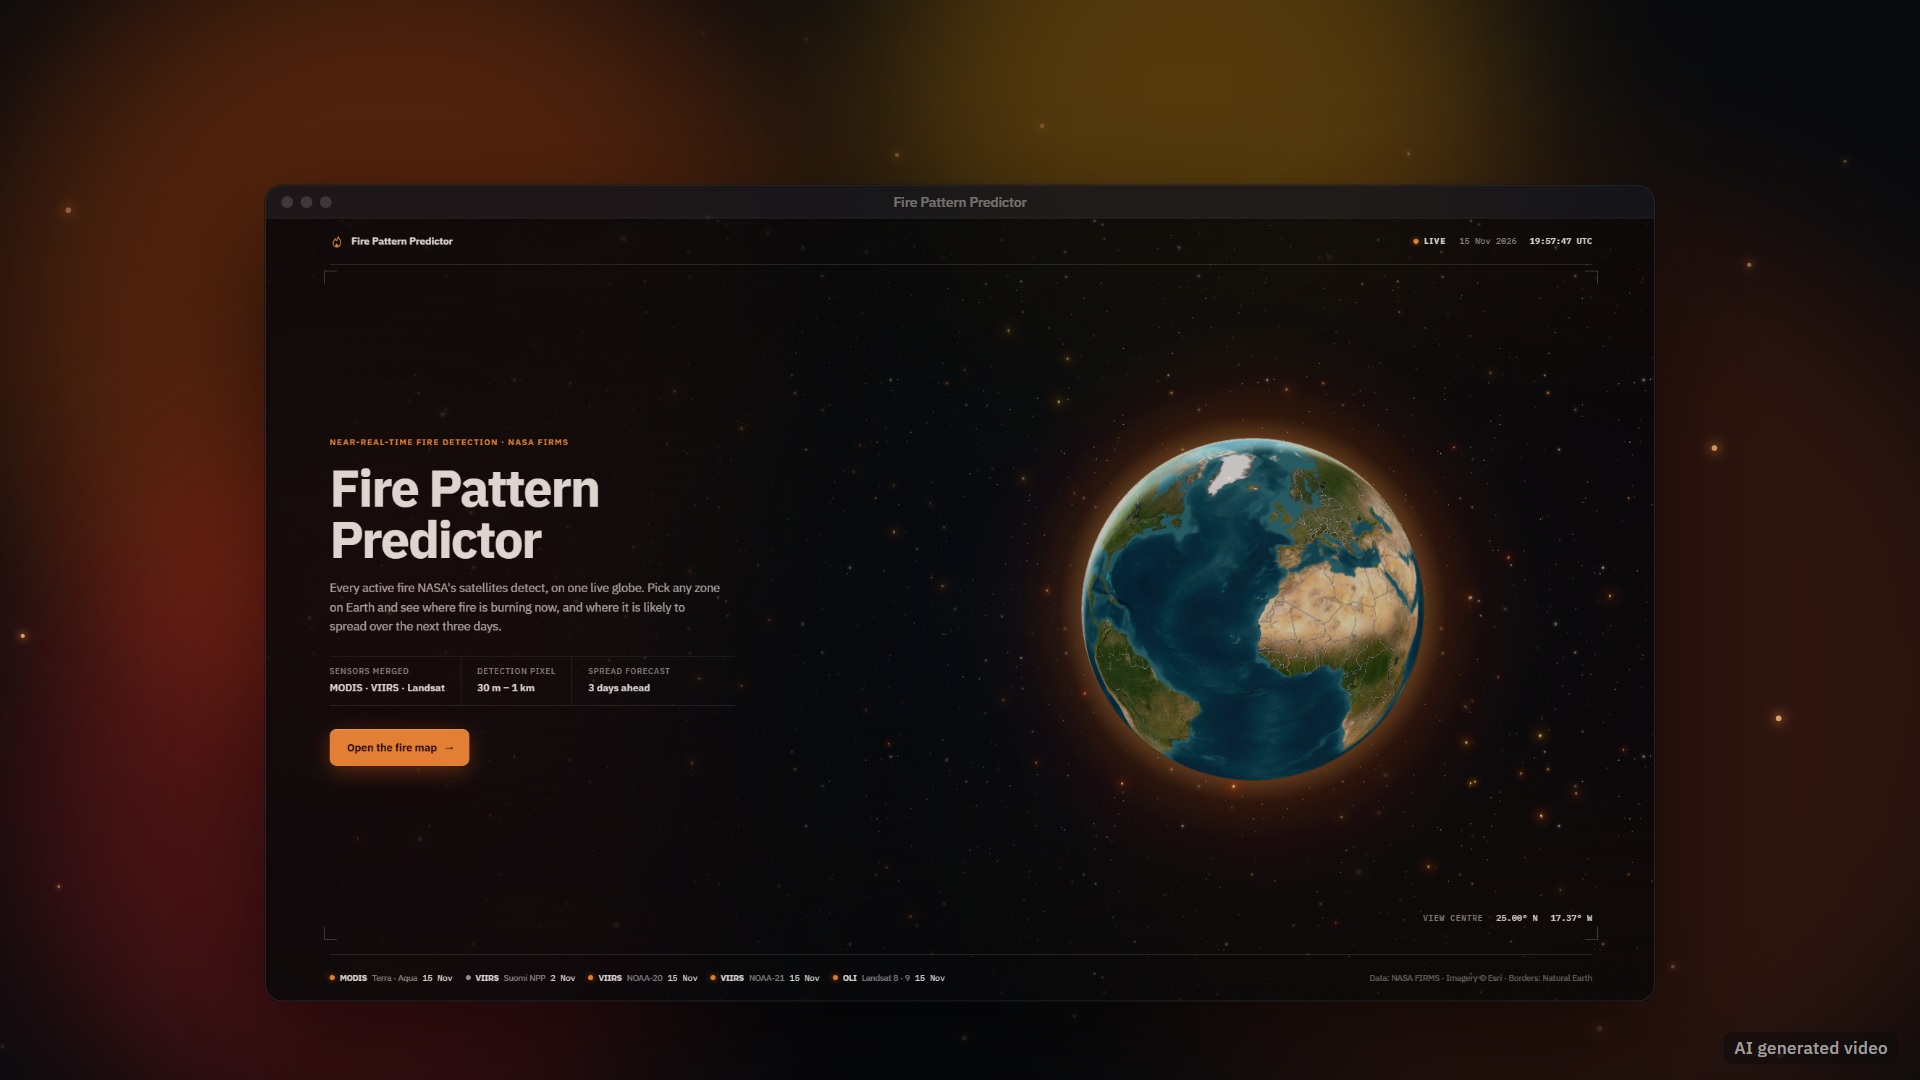 Fire Pattern Predictor
Fire Pattern Predictor
LIVE 15 Nov 2026 19:57:47 UTC
NEAR-REAL-TIME FIRE DETECTION · NASA FIRMS
Fire Pattern
Predictor
Every active fire NASA's satellites detect, on one live globe. Pick any zone
on Earth and see where fire is burning now, and where it is likely to
spread over the next three days.
SENSORS MERGED DETECTION PIXEL SPREAD FORECAST
MODIS · VIIRS · Landsat 30 m – 1 km 3 days ahead
Open the fire map →
VIEW CENTRE 25.00° N 17.37° W
MODIS Terra · Aqua 15 Nov VIIRS Suomi NPP 2 Nov VIIRS NOAA-20 15 Nov VIIRS NOAA-21 15 Nov OLI Landsat 8 · 9 15 Nov
Data: NASA FIRMS · Imagery © Esri · Borders: Natural Earth
AI generated video